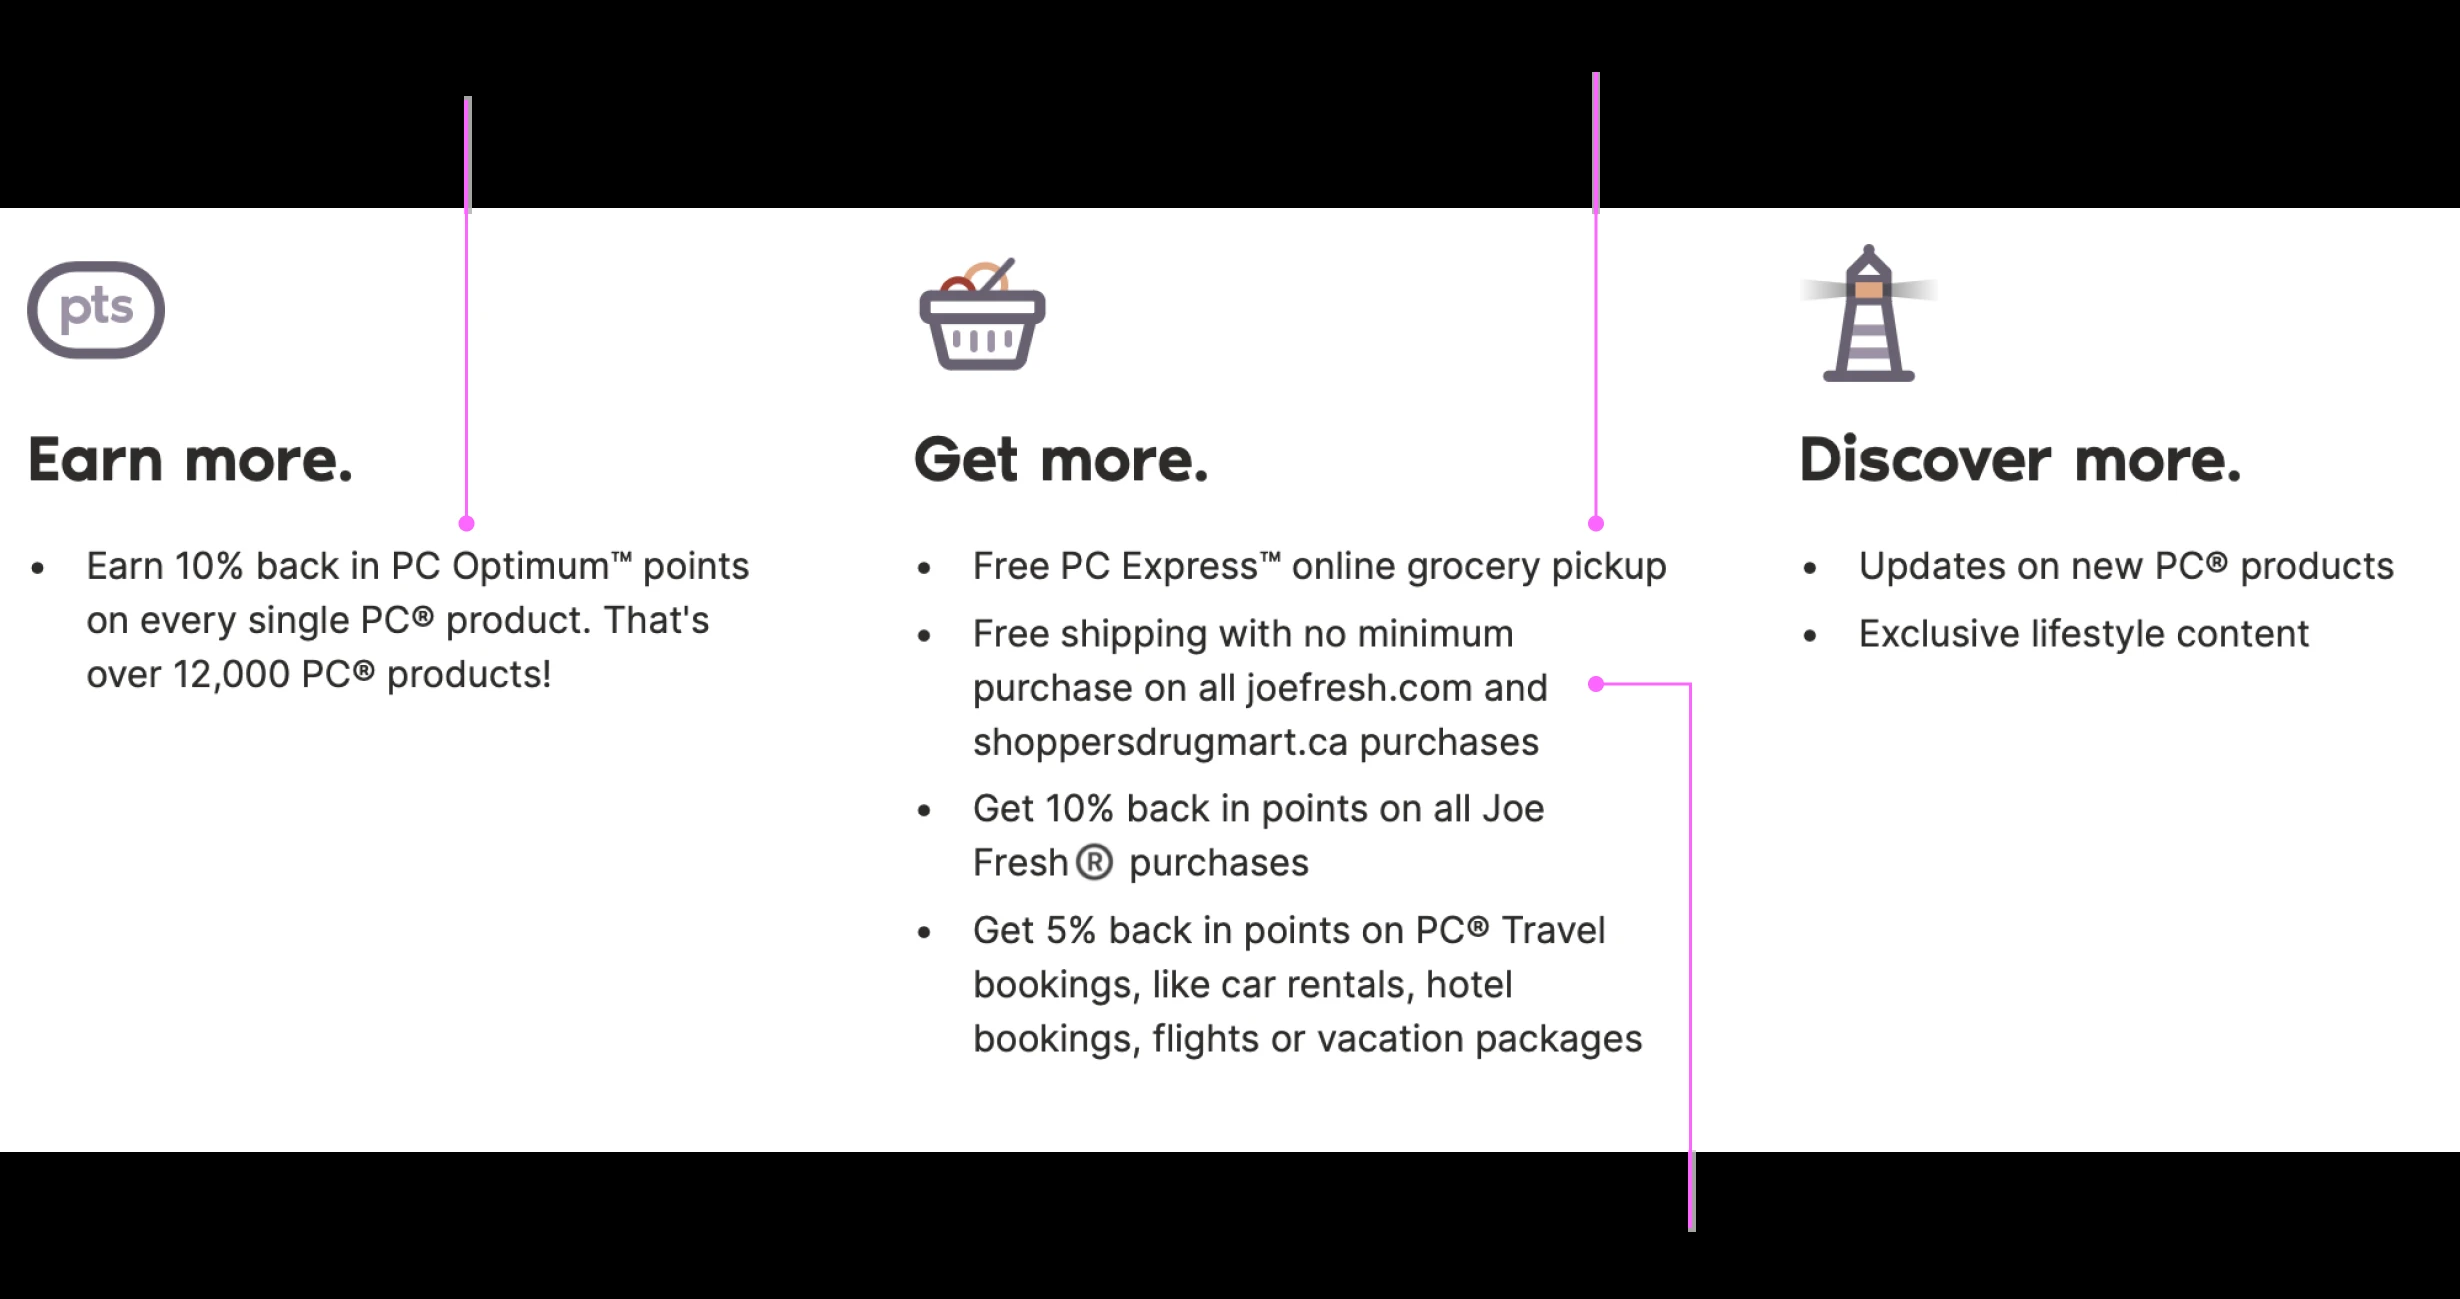 pts
Earn more.
• Earn 10% back in PC Optimum™ points
on every single PC® product. That's
over 12,000 PC® products!
Get more.
• Free PC Express™ online grocery pickup
• Free shipping with no minimum
purchase on all joefresh.com and
shoppersdrugmart.ca purchases
• Get 10% back in points on all Joe
Fresh® purchases
• Get 5% back in points on PC® Travel
bookings, like car rentals, hotel
bookings, flights or vacation packages
Discover more.
• Updates on new PC® products
• Exclusive lifestyle content